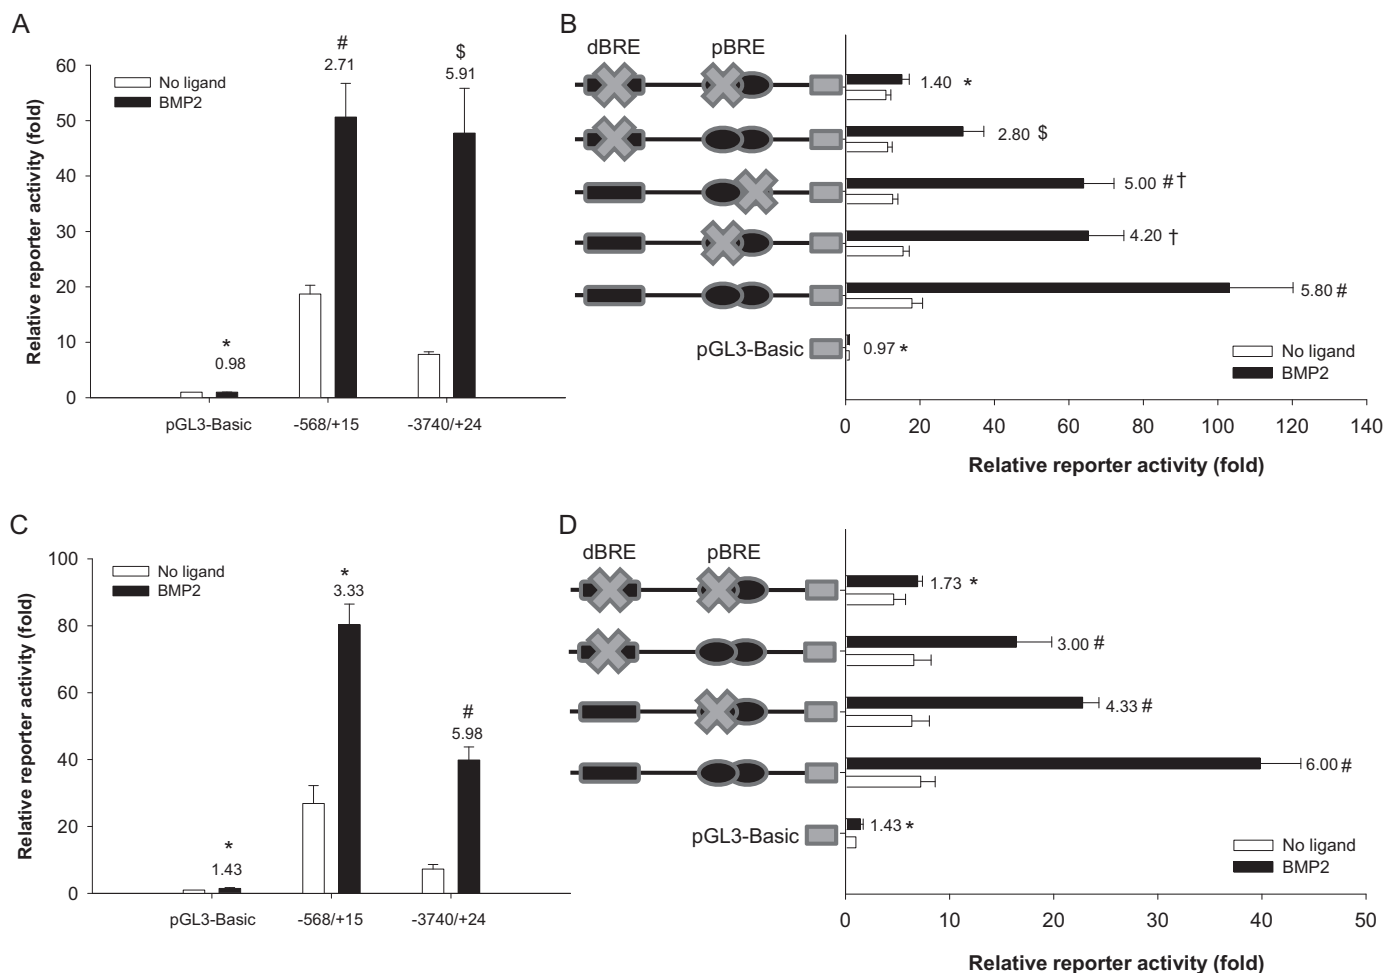 A
Relative reporter activity (fold)
60
50
40
30
20
10
0
No ligand
BMP2
*
0.98
#
2.71
$
5.91
pGL3-Basic
-568/+15
-3740/+24
B
dBRE
pBRE
1.40 *
2.80 $
5.00 #†
4.20 †
5.80 #
pGL3-Basic
0.97 *
No ligand
BMP2
0
20
40
60
80
100
120
140
Relative reporter activity (fold)
C
Relative reporter activity (fold)
100
80
60
40
20
0
No ligand
BMP2
*
1.43
*
3.33
#
5.98
pGL3-Basic
-568/+15
-3740/+24
D
dBRE
pBRE
1.73 *
3.00 #
4.33 #
6.00 #
pGL3-Basic
1.43 *
No ligand
BMP2
0
10
20
30
40
50
Relative reporter activity (fold)